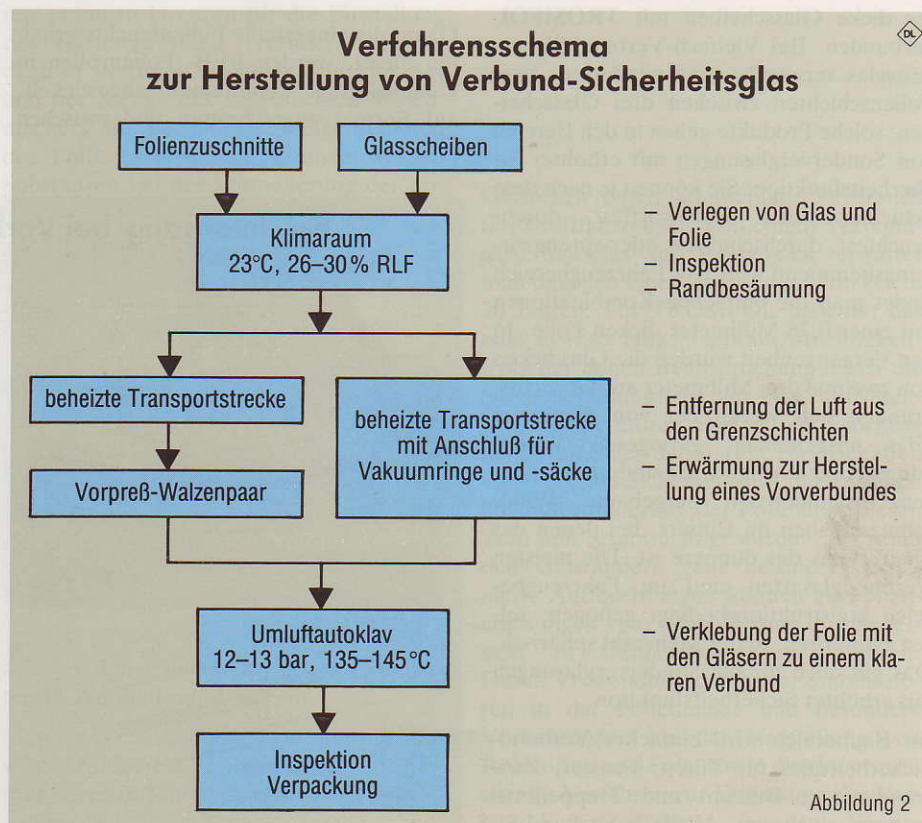 Verfahrensschema
zur Herstellung von Verbund-Sicherheitsglas
DL
Folienzuschnitte
Glasscheiben
Klimaraum
23°C, 26–30% RLF
– Verlegen von Glas und
Folie
– Inspektion
– Randbesäumung
beheizte Transportstrecke
Vorpreß-Walzenpaar
beheizte Transportstrecke
mit Anschluß für
Vakuumringe und -säcke
– Entfernung der Luft aus
den Grenzschichten
– Erwärmung zur Herstel-
lung eines Vorverbundes
Umluftautoklav
12–13 bar, 135–145°C
– Verklebung der Folie mit
den Gläsern zu einem kla-
ren Verbund
Inspektion
Verpackung
Abbildung 2